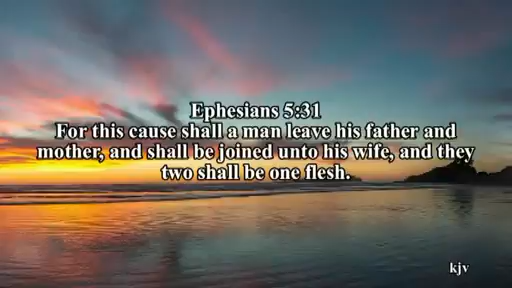 Ephesians 5:31
For this cause shall a man leave his father and
mother, and shall be joined unto his wife, and they
two shall be one flesh.
kjv